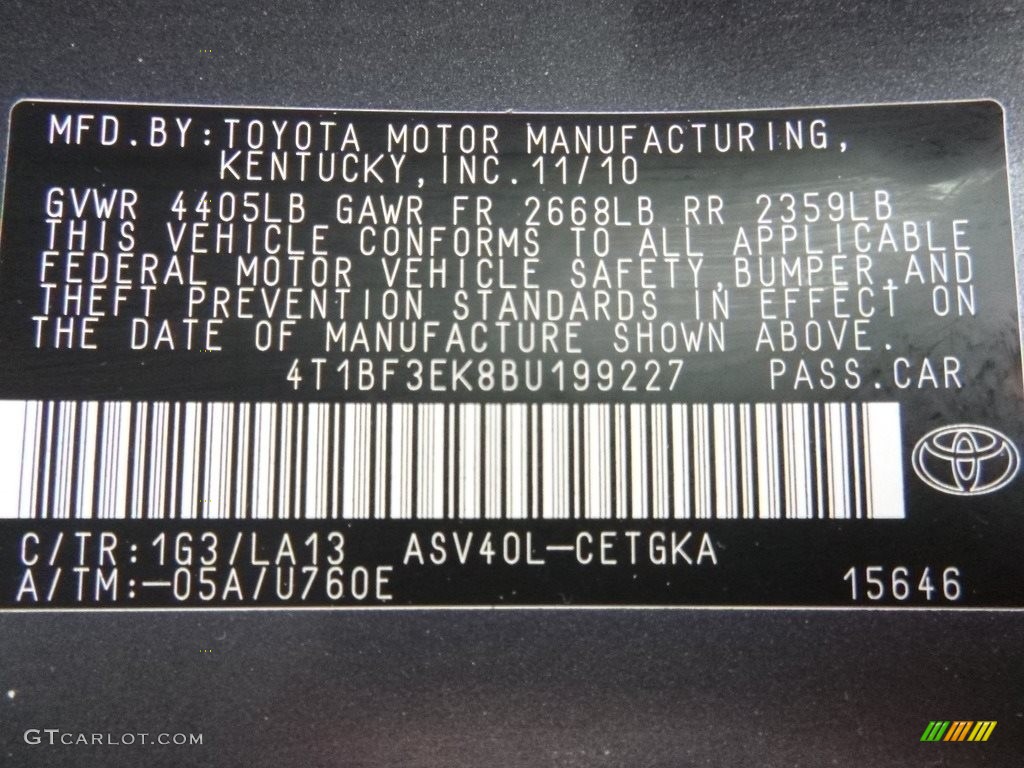 MFD.BY:TOYOTA MOTOR MANUFACTURING,
KENTUCKY,INC.11/10
GVWR 4405LB GAWR FR 2668LB RR 2359LB
THIS VEHICLE CONFORMS TO ALL APPLICABLE
FEDERAL MOTOR VEHICLE SAFETY,BUMPER,AND
THEFT PREVENTION STANDARDS IN EFFECT ON
THE DATE OF MANUFACTURE SHOWN ABOVE.
4T1BF3EK8BU199227 PASS.CAR
C/TR:1G3/LA13 ASV40L-CETGKA
A/TM:-05A/U760E 15646
GTCARLOT.COM